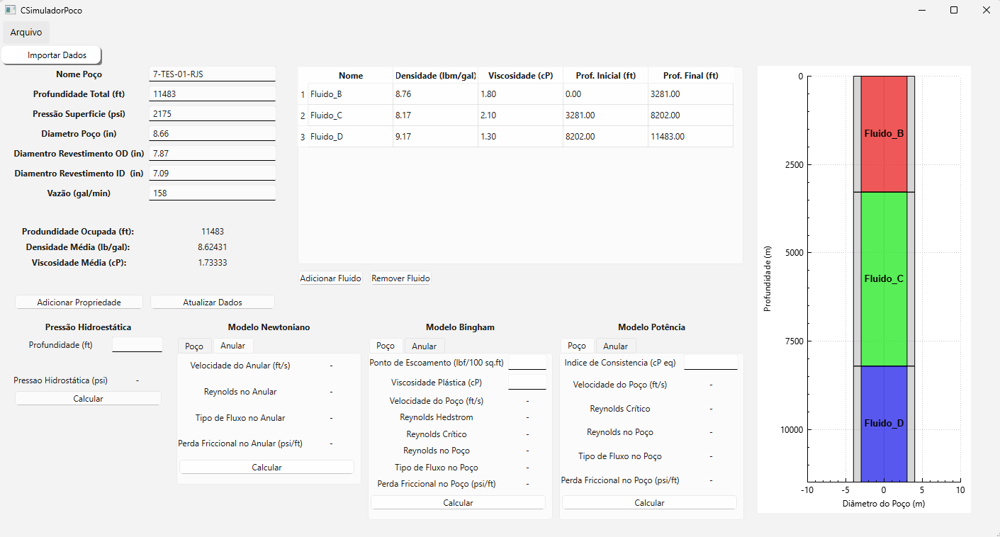 CSimuladorPoco
Arquivo
Importar Dados
Nome Poço 7-TES-01-RJS
Profundidade Total (ft) 11483
Pressão Superficie (psi) 2175
Diametro Poço (in) 8.66
Diamentro Revestimento OD (in) 7.87
Diamentro Revestimento ID (in) 7.09
Vazão (gal/min) 158
Produndidade Ocupada (ft): 11483
Densidade Média (lb/gal): 8.62431
Viscosidade Média (cP): 1.73333
Adicionar Propriedade Atualizar Dados
Nome Densidade (lbm/gal) Viscosidade (cP) Prof. Inicial (ft) Prof. Final (ft)
1 Fluido_B 8.76 1.80 0.00 3281.00
2 Fluido_C 8.17 2.10 3281.00 8202.00
3 Fluido_D 9.17 1.30 8202.00 11483.00
Adicionar Fluido Remover Fluido
Pressão Hidroestática
Profundidade (ft)
Pressao Hidrostática (psi) -
Calcular
Modelo Newtoniano
Poço Anular
Velocidade do Anular (ft/s) -
Reynolds no Anular -
Tipo de Fluxo no Anular -
Perda Friccional no Anular (psi/ft) -
Calcular
Modelo Bingham
Poço Anular
Ponto de Escoamento (lbf/100 sq.ft)
Viscosidade Plástica (cP)
Velocidade do Poço (ft/s) -
Reynolds Hedstrom -
Reynolds Crítico -
Reynolds no Poço -
Tipo de Fluxo no Poço -
Perda Friccional no Poço (psi/ft) -
Calcular
Modelo Potência
Poço Anular
Indice de Consistencia (cP eq)
Velocidade do Poço (ft/s) -
Reynolds Crítico -
Reynolds no Poço -
Tipo de Fluxo no Poço -
Perda Friccional no Poço (psi/ft) -
Calcular
Profundidade (m)
0
2500
5000
7500
10000
Fluido_B
Fluido_C
Fluido_D
-10 -5 0 5 10
Diâmetro do Poço (m)